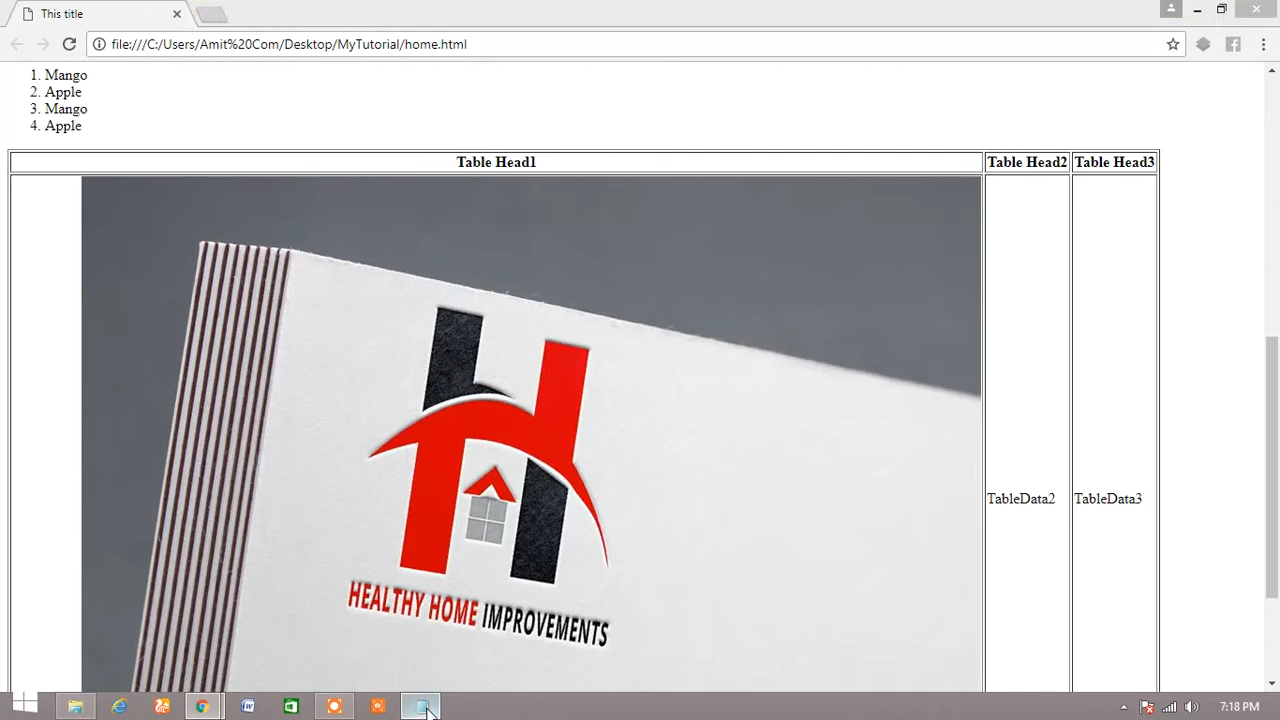 This title
file:///C:/Users/Amit%20Com/Desktop/MyTutorial/home.html
1. Mango
2. Apple
3. Mango
4. Apple
Table Head1 Table Head2 Table Head3
TableData2 TableData3
HEALTHY HOME IMPROVEMENTS
7:18 PM